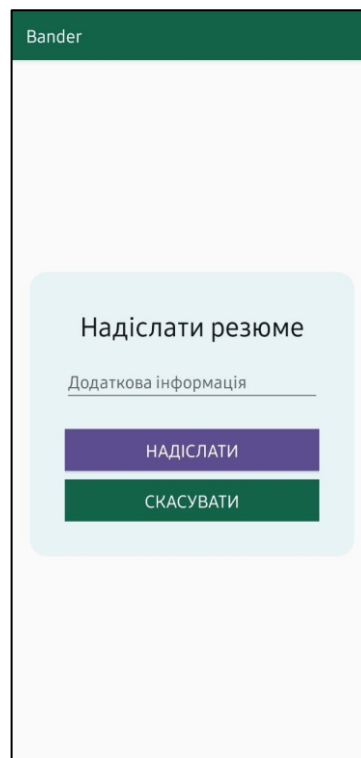 Bander
Надіслати резюме
Додаткова інформація
НАДІСЛАТИ
СКАСУВАТИ